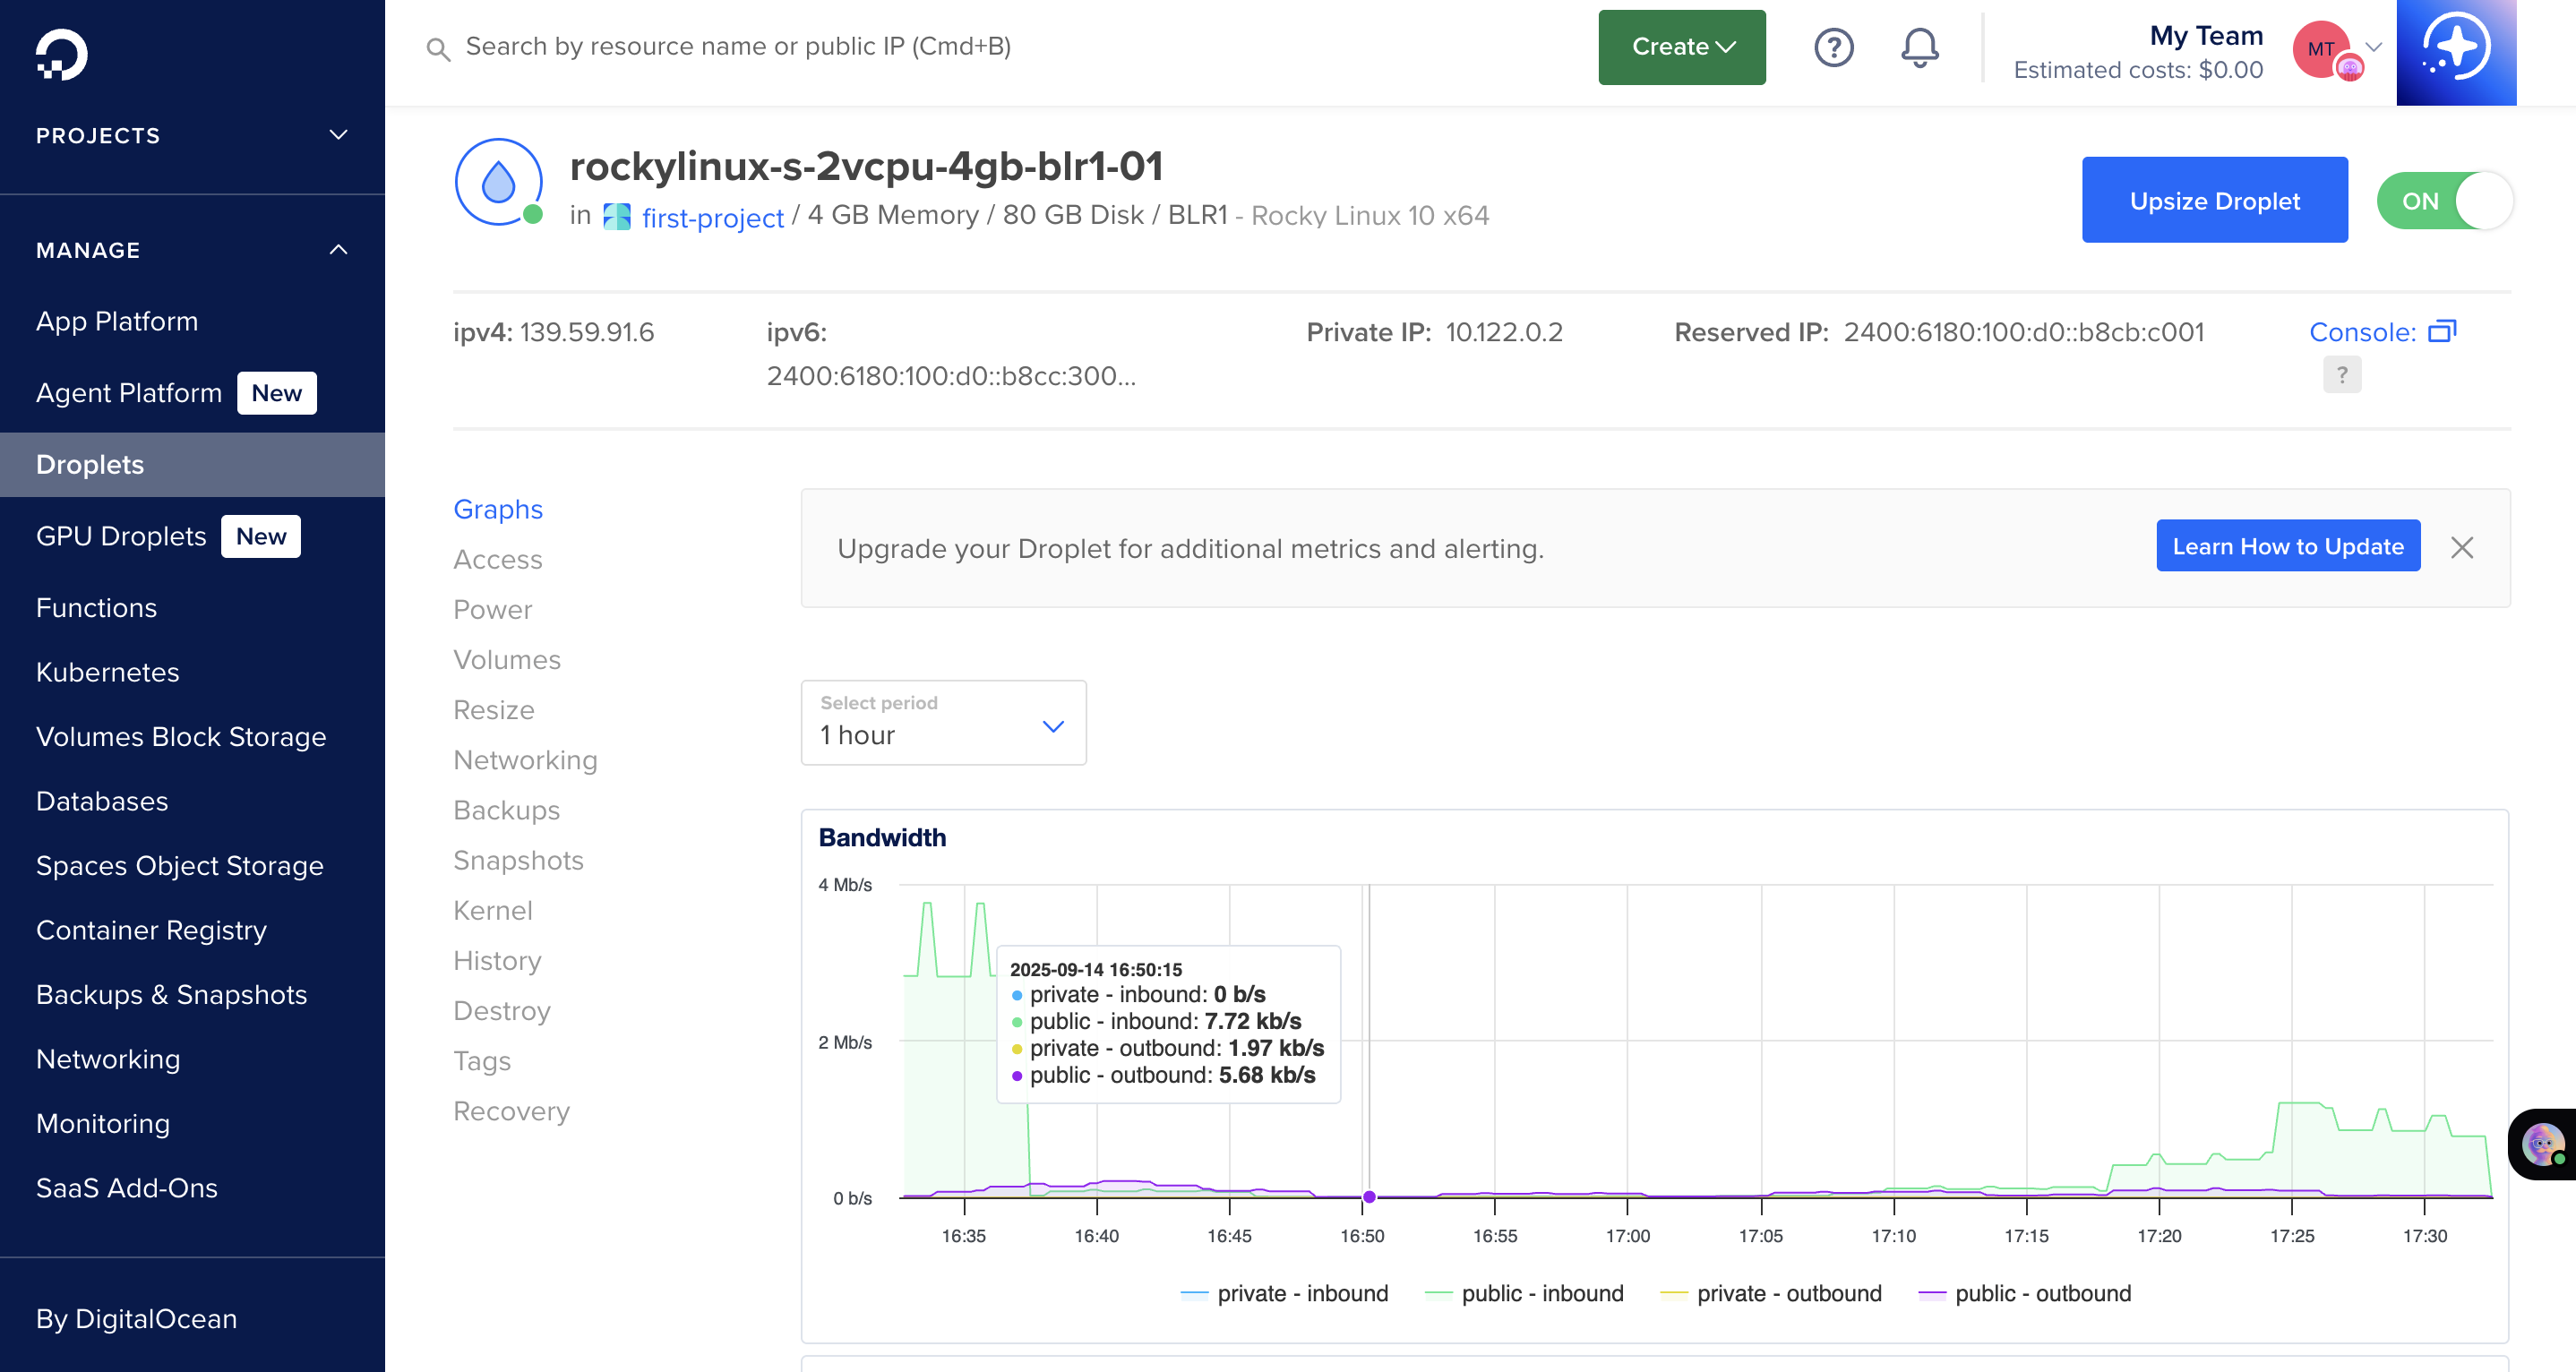 Search by resource name or public IP (Cmd+B)
Create
?
My Team
Estimated costs: $0.00
MT
PROJECTS
MANAGE
App Platform
Agent Platform New
Droplets
GPU Droplets New
Functions
Kubernetes
Volumes Block Storage
Databases
Spaces Object Storage
Container Registry
Backups & Snapshots
Networking
Monitoring
SaaS Add-Ons
By DigitalOcean
rockylinux-s-2vcpu-4gb-blr1-01
in first-project / 4 GB Memory / 80 GB Disk / BLR1 - Rocky Linux 10 x64
Upsize Droplet
ON
ipv4: 139.59.91.6
ipv6:
2400:6180:100:d0::b8cc:300...
Private IP: 10.122.0.2
Reserved IP: 2400:6180:100:d0::b8cb:c001
Console:
?
Graphs
Access
Power
Volumes
Resize
Networking
Backups
Snapshots
Kernel
History
Destroy
Tags
Recovery
Upgrade your Droplet for additional metrics and alerting.
Learn How to Update
Select period
1 hour
Bandwidth
4 Mb/s
2 Mb/s
0 b/s
2025-09-14 16:50:15
private - inbound: 0 b/s
public - inbound: 7.72 kb/s
private - outbound: 1.97 kb/s
public - outbound: 5.68 kb/s
16:35 16:40 16:45 16:50 16:55 17:00 17:05 17:10 17:15 17:20 17:25 17:30
private - inbound public - inbound private - outbound public - outbound